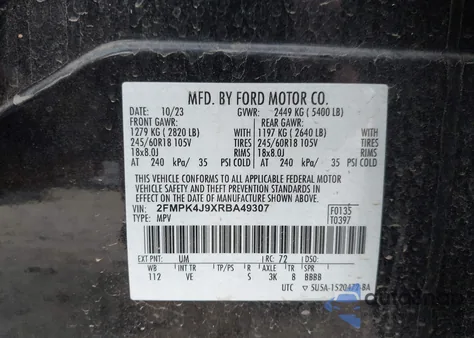 MFD. BY FORD MOTOR CO.
DATE: 10/23 GVWR: 2449 KG ( 5400 LB)
FRONT GAWR: REAR GAWR:
1279 KG ( 2820 LB) WITH 1197 KG ( 2640 LB) WITH
245/60R18 105V TIRES 245/60R18 105V TIRES
18x8.0J RIMS 18x8.0J RIMS
AT 240 kPa/ 35 PSI COLD AT 240 kPa/ 35 PSI COLD
THIS VEHICLE CONFORMS TO ALL APPLICABLE FEDERAL MOTOR
VEHICLE SAFETY AND THEFT PREVENTION STANDARDS IN
EFFECT ON THE DATE OF MANUFACTURE SHOWN ABOVE.
VIN: 2FMPK4J9XRBA49307 F0135
TYPE: MPV T0397
EXT PNT: UM RC: 72 DSO:
WB INT TR TP/PS R AXLE TR SPR
112 VE S 3K 8 BBBB
UTC